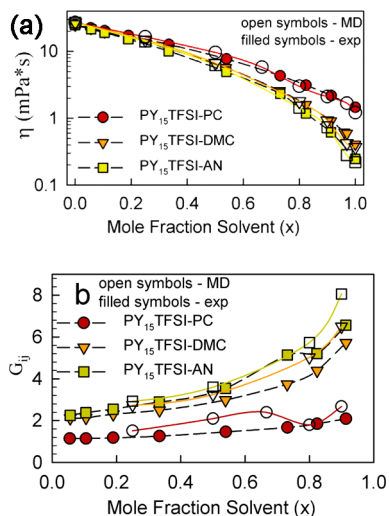 (a)
open symbols - MD
filled symbols - exp
η (mPa*s)
10
1
0.1
PY₁₅TFSI-PC
PY₁₅TFSI-DMC
PY₁₅TFSI-AN
0.0 0.2 0.4 0.6 0.8 1.0
Mole Fraction Solvent (x)
b
open symbols - MD
filled symbols - exp
G_ij
8
6
4
2
0
PY₁₅TFSI-PC
PY₁₅TFSI-DMC
PY₁₅TFSI-AN
0.0 0.2 0.4 0.6 0.8 1.0
Mole Fraction Solvent (x)